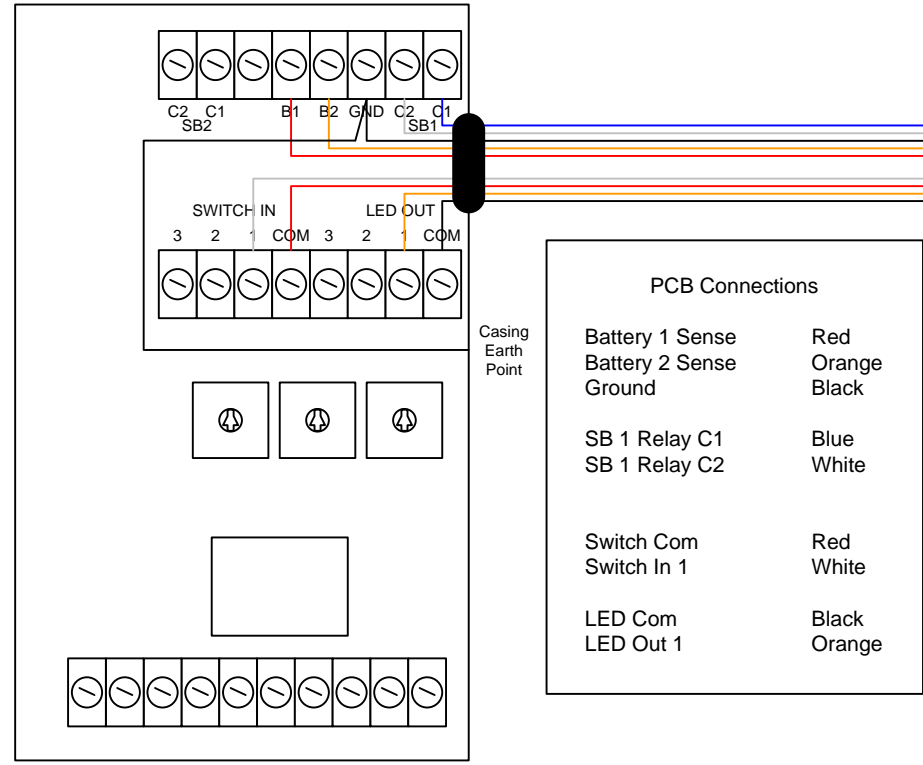 C2 C1 B1 B2 GND C2 C1
SB2 SB1
SWITCH IN LED OUT
3 2 1 COM 3 2 1 COM
Casing
Earth
Point
PCB Connections
Battery 1 Sense Red
Battery 2 Sense Orange
Ground Black
SB 1 Relay C1 Blue
SB 1 Relay C2 White
Switch Com Red
Switch In 1 White
LED Com Black
LED Out 1 Orange